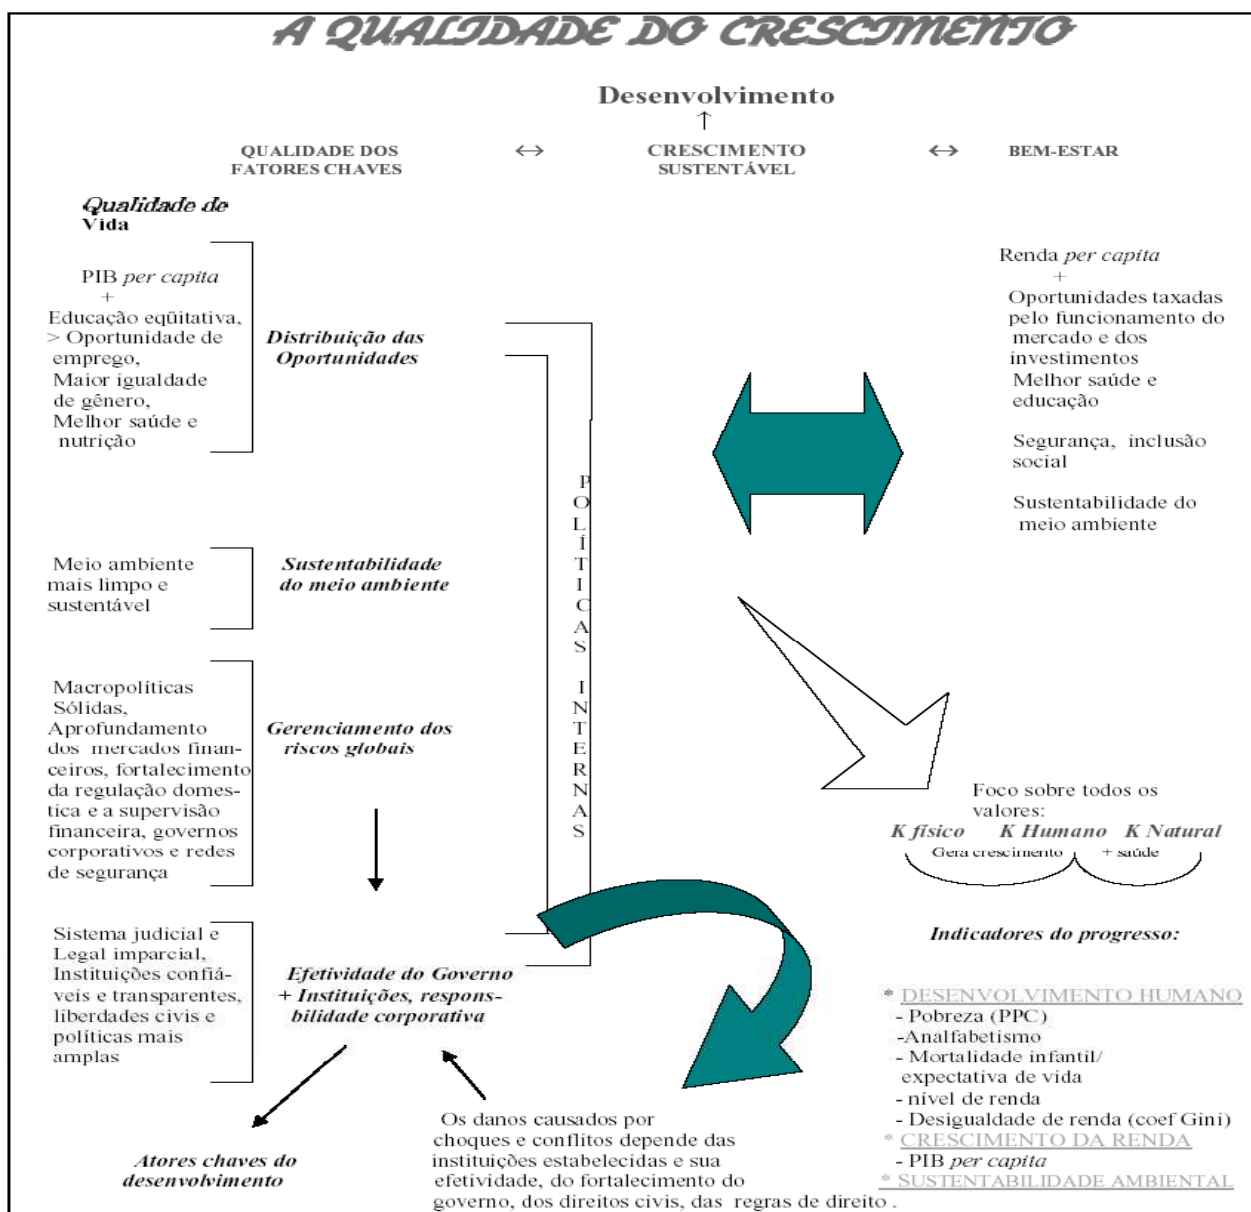 A QUALIDADE DO CRESCIMENTO
Desenvolvimento
↑
QUALIDADE DOS
FATORES CHAVES
↔
CRESCIMENTO
SUSTENTÁVEL
↔
BEM-ESTAR
Qualidade de
Vida
PIB per capita
+
Educação eqüitativa,
> Oportunidade de
emprego,
Maior igualdade
de gênero,
Melhor saúde e
nutrição
Distribuição das
Oportunidades
Meio ambiente
mais limpo e
sustentável
Sustentabilidade
do meio ambiente
Macropolíticas
Sólidas,
Aprofundamento
dos mercados finan-
ceiros, fortalecimento
da regulação domes-
tica e a supervisão
financeira, governos
corporativos e redes
de segurança
Gerenciamento dos
riscos globais
Sistema judicial e
Legal imparcial,
Instituições confiá-
veis e transparentes,
liberdades civis e
políticas mais
amplas
Efetividade do Governo
+ Instituições, respons-
bilidade corporativa
Atores chaves do
desenvolvimento
Os danos causados por
choques e conflitos depende das
instituições estabelecidas e sua
efetividade, do fortalecimento do
governo, dos direitos civis, das regras de direito .
POLÍTICAS INTERNAS
Renda per capita
+
Oportunidades taxadas
pelo funcionamento do
mercado e dos
investimentos
Melhor saúde e
educação
Segurança, inclusão
social
Sustentabilidade do
meio ambiente
Foco sobre todos os
valores:
K físico K Humano K Natural
Gera crescimento + saúde
Indicadores do progresso:
* DESENVOLVIMENTO HUMANO
- Pobreza (PPC)
-Analfabetismo
- Mortalidade infantil/
expectativa de vida
- nível de renda
- Desigualdade de renda (coef Gini)
* CRESCIMENTO DA RENDA
- PIB per capita
* SUSTENTABILIDADE AMBIENTAL